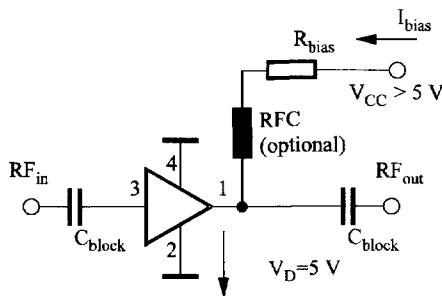 I_bias
R_bias
V_CC > 5 V
RFC
(optional)
RF_in
RF_out
4
3
1
2
C_block
C_block
V_D=5 V